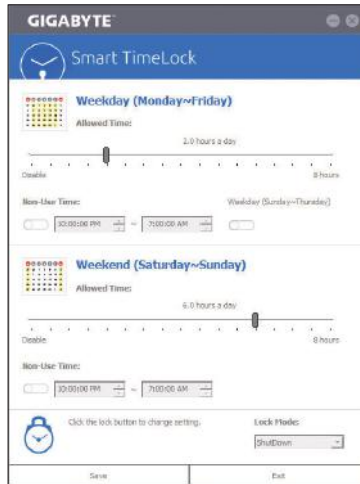 GIGABYTE
Smart TimeLock
Weekday (Monday~Friday)
Allowed Time:
2.0 hours a day
Disable 8 hours
Non-Use Time: Weekday (Sunday~Thursday)
10:00:00 PM ~ 7:00:00 AM
Weekend (Saturday~Sunday)
Allowed Time:
6.0 hours a day
Disable 8 hours
Non-Use Time:
10:00:00 PM ~ 7:00:00 AM
Click the lock button to change setting. Lock Mode:
ShutDown
Save Exit